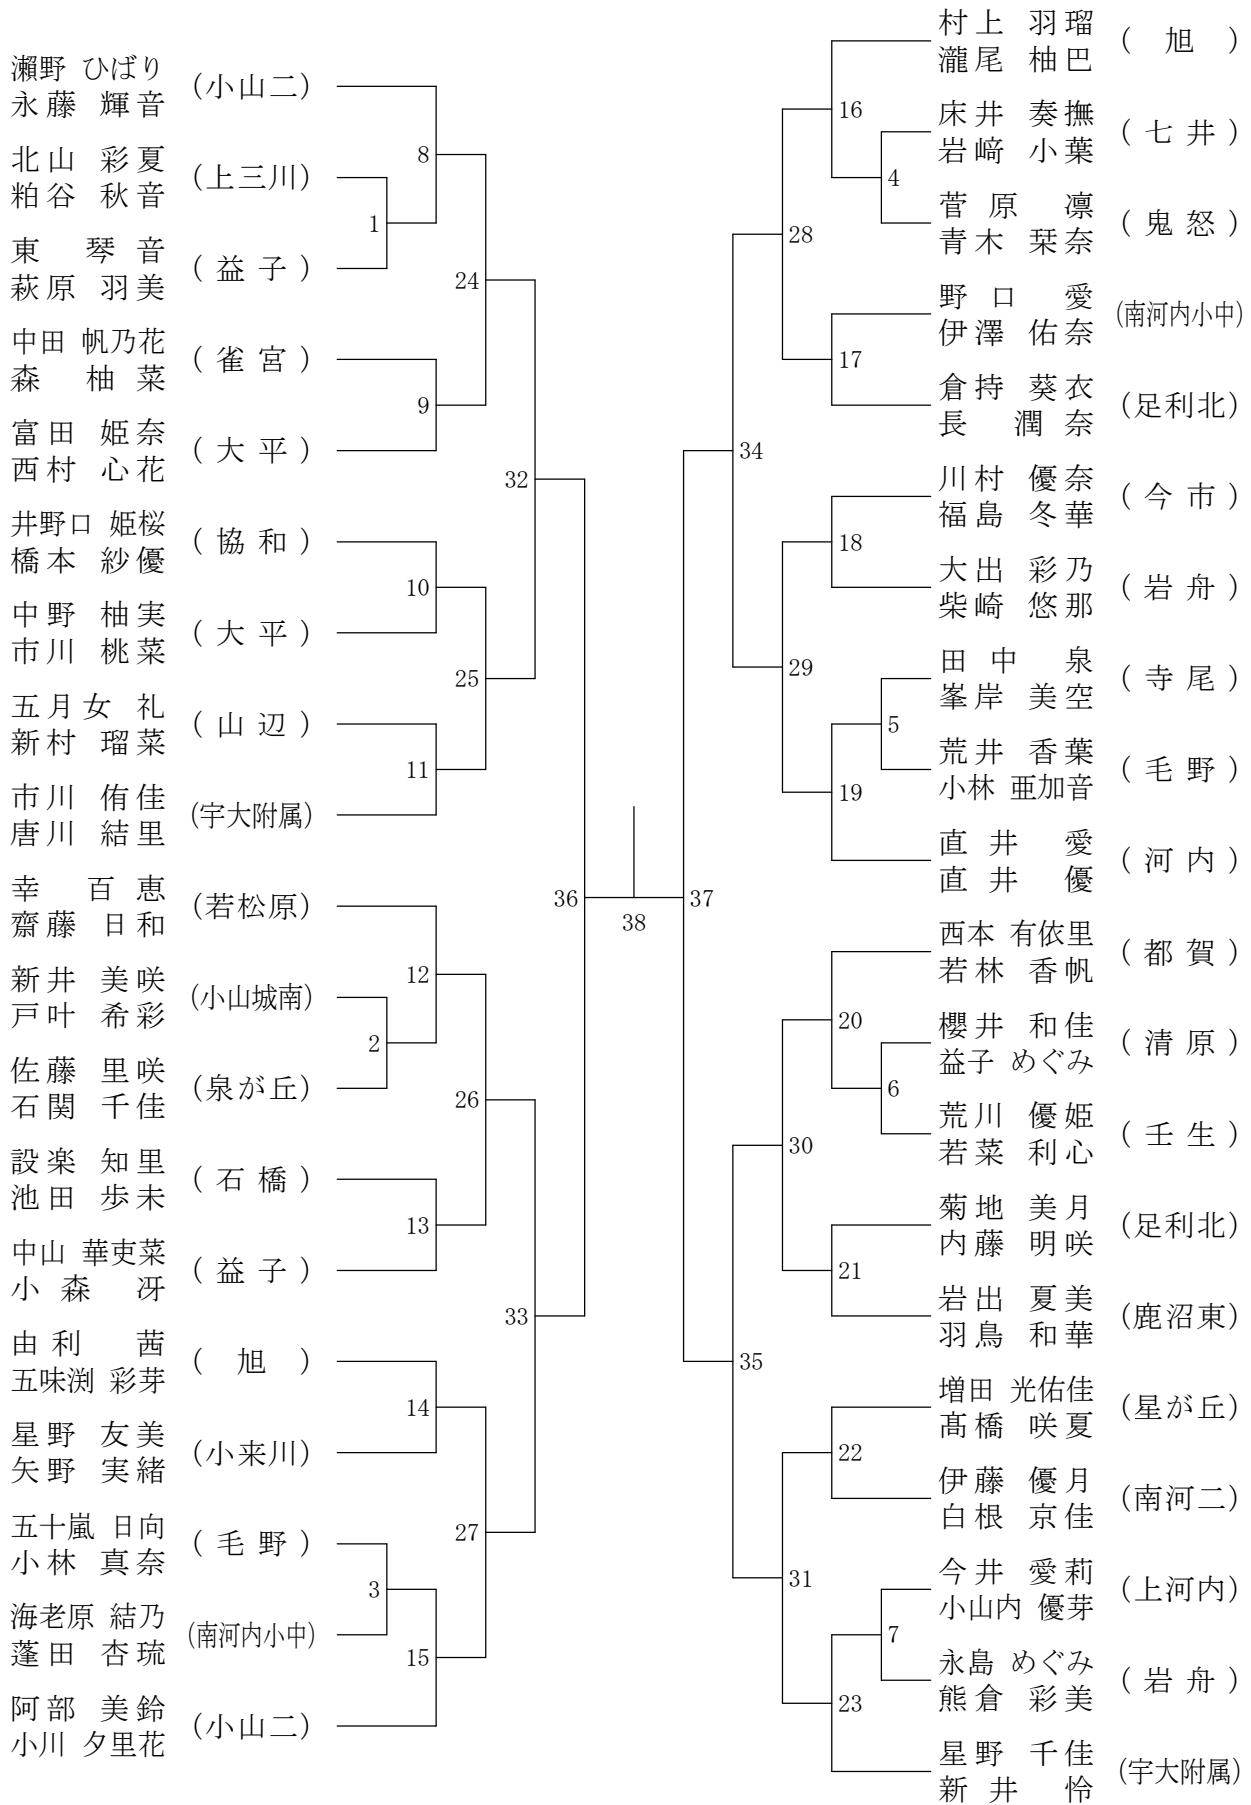 瀨野 ひばり
永藤 輝音
(小山二)
北山 彩夏
粕谷 秋音
(上三川)
東 琴音
萩原 羽美
(益子)
中田 帆乃花
森 柚菜
(雀宮)
富田 姫奈
西村 心花
(大平)
井野口 姫桜
橋本 紗優
(協和)
中野 柚実
市川 桃菜
(大平)
五月女 礼
新村 瑠菜
(山辺)
市川 侑佳
唐川 結里
(宇大附属)
幸 百恵
齋藤 日和
(若松原)
新井 美咲
戸叶 希彩
(小山城南)
佐藤 里咲
石関 千佳
(泉が丘)
設楽 知里
池田 歩未
(石橋)
中山 華吏菜
小森 冴
(益子)
由利 茜
五味渕 彩芽
(旭)
星野 友美
矢野 実緒
(小来川)
五十嵐 日向
小林 真奈
(毛野)
海老原 結乃
蓬田 杏琉
(南河内小中)
阿部 美鈴
小川 夕里花
(小山二)
8
1
24
9
32
10
25
11
36
12
2
26
13
33
14
27
3
15
38
37
16
4
28
17
34
18
29
5
19
20
6
30
21
35
22
31
7
23
村上 羽瑠
瀧尾 柚巴
(旭)
床井 奏撫
岩﨑 小葉
(七井)
菅原 凛
青木 栞奈
(鬼怒)
野口 愛
伊澤 佑奈
(南河内小中)
倉持 葵衣
長 潤奈
(足利北)
川村 優奈
福島 冬華
(今市)
大出 彩乃
柴崎 悠那
(岩舟)
田中 泉
峯岸 美空
(寺尾)
荒井 香葉
小林 亜加音
(毛野)
直井 愛
直井 優
(河内)
西本 有依里
若林 香帆
(都賀)
櫻井 和佳
益子 めぐみ
(清原)
荒川 優姫
若菜 利心
(壬生)
菊地 美月
内藤 明咲
(足利北)
岩出 夏美
羽鳥 和華
(鹿沼東)
増田 光佑佳
髙橋 咲夏
(星が丘)
伊藤 優月
白根 京佳
(南河二)
今井 愛莉
小山内 優芽
(上河内)
永島 めぐみ
熊倉 彩美
(岩舟)
星野 千佳
新井 怜
(宇大附属)